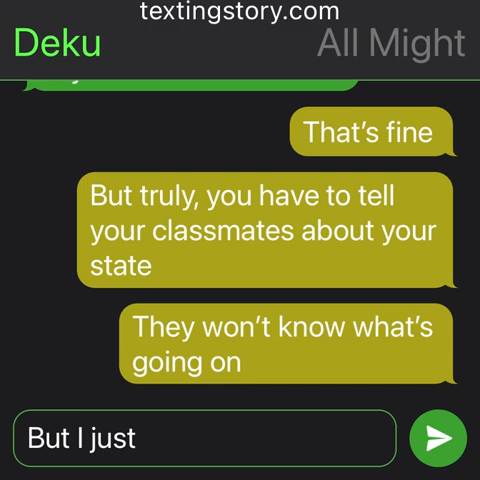 textingstory.com
Deku
All Might
That’s fine
But truly, you have to tell
your classmates about your
state
They won’t know what’s
going on
But I just